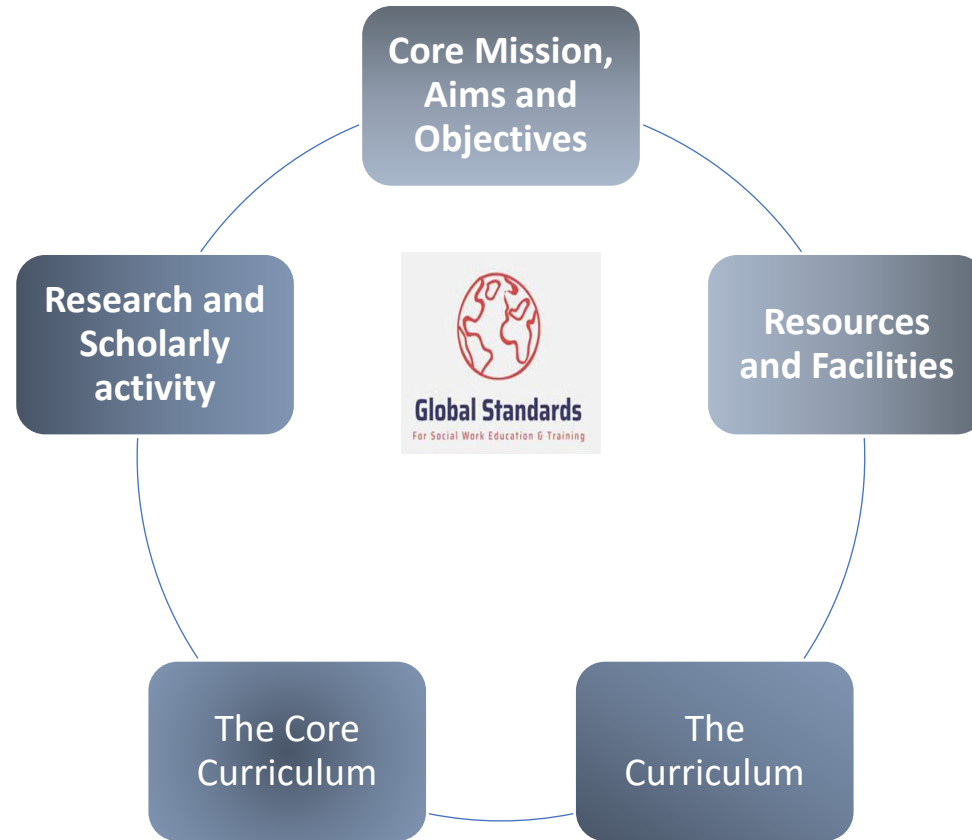 Core Mission,
Aims and
Objectives
Research and
Scholarly
activity
Global Standards
For Social Work Education & Training
Resources
and Facilities
The Core
Curriculum
The
Curriculum